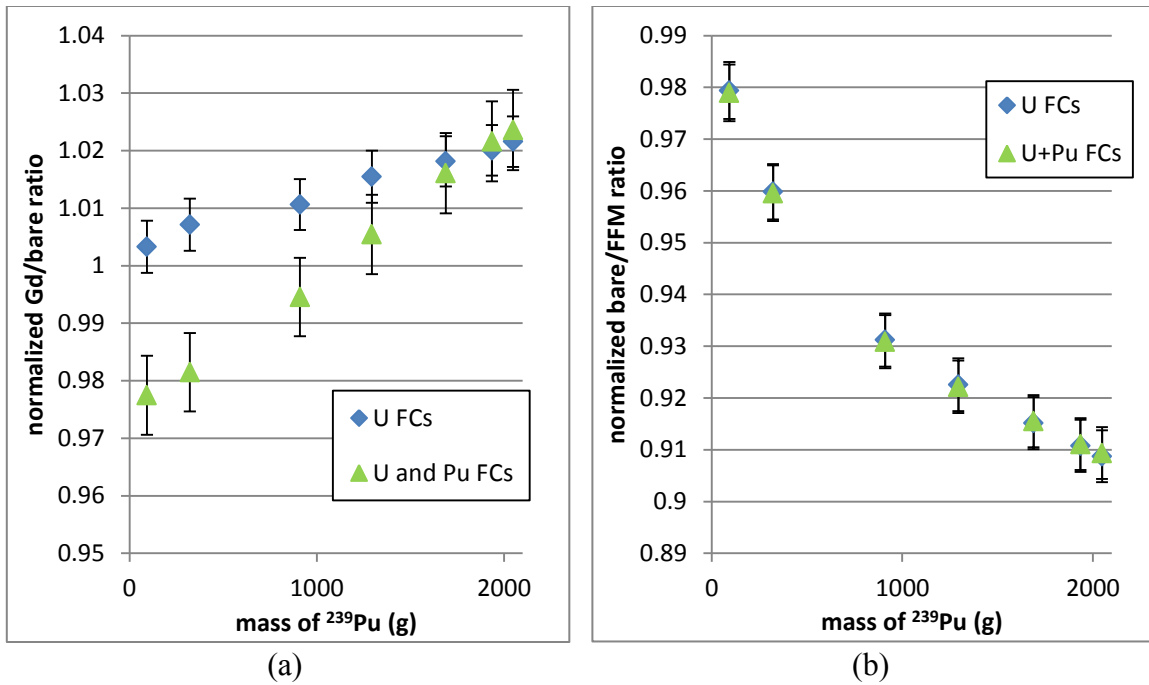 normalized Gd/bare ratio
1.04
1.03
1.02
1.01
1
0.99
0.98
0.97
0.96
0.95
U FCs
U and Pu FCs
0
1000
2000
mass of ²³⁹Pu (g)
(a)
normalized bare/FFM ratio
0.99
0.98
0.97
0.96
0.95
0.94
0.93
0.92
0.91
0.9
0.89
U FCs
U+Pu FCs
0
1000
2000
mass of ²³⁹Pu (g)
(b)